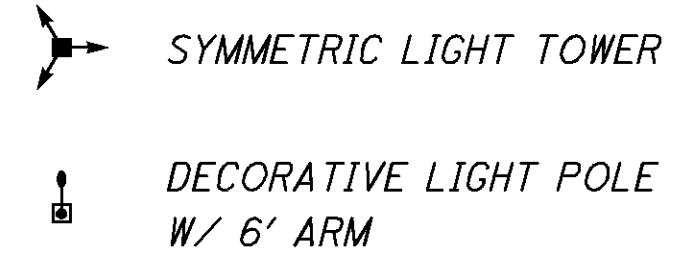 SYMMETRIC LIGHT TOWER
DECORATIVE LIGHT POLE
W/ 6' ARM